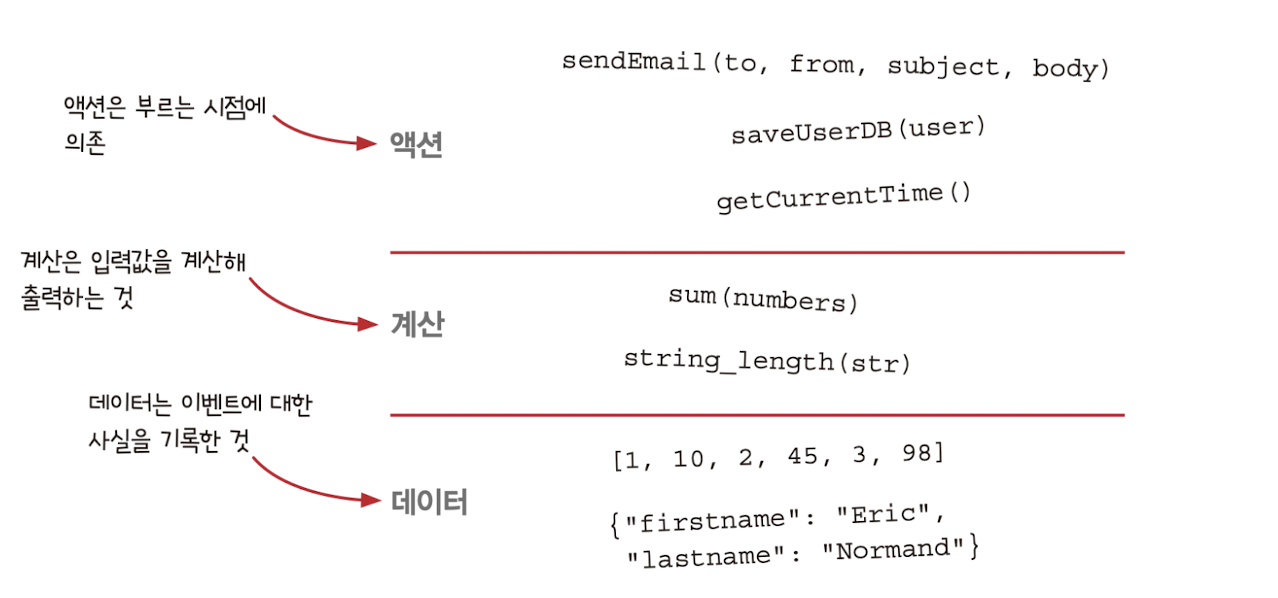 sendEmail(to, from, subject, body)
액션은 부르는 시점에
의존
액션
saveUserDB(user)
getCurrentTime()
계산은 입력값을 계산해
출력하는 것
계산
sum(numbers)
string_length(str)
데이터는 이벤트에 대한
사실을 기록한 것
데이터
[1, 10, 2, 45, 3, 98]
{"firstname": "Eric",
"lastname": "Normand"}